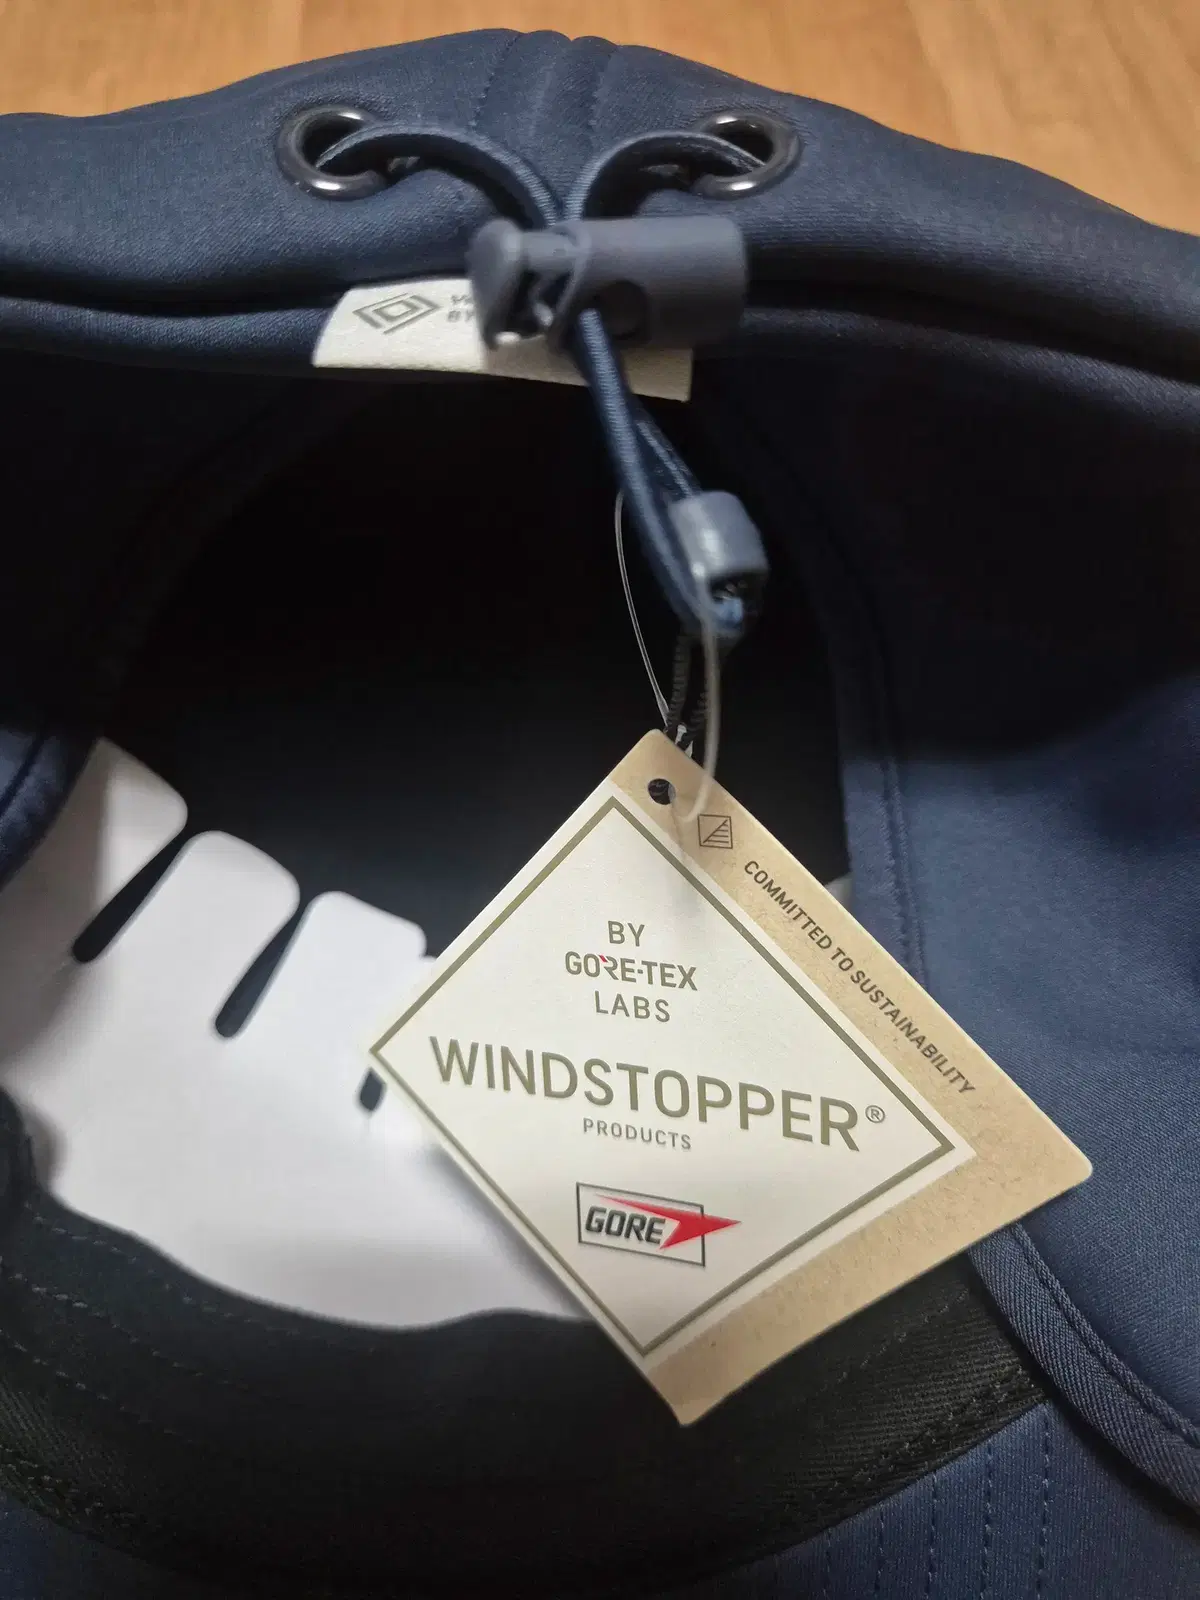 BY
GORE-TEX
LABS
WINDSTOPPER®
PRODUCTS
GORE
COMMITTED TO SUSTAINABILITY